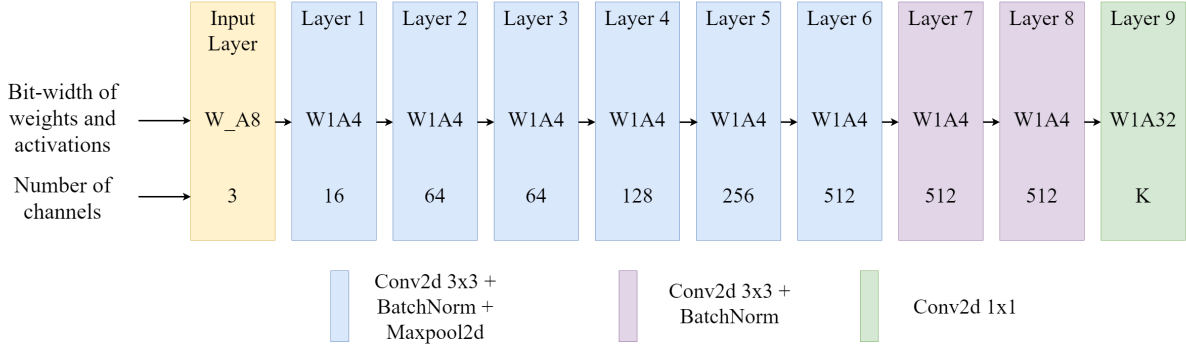 Input
Layer
Layer 1
Layer 2
Layer 3
Layer 4
Layer 5
Layer 6
Layer 7
Layer 8
Layer 9
Bit-width of
weights and
activations
W_A8
W1A4
W1A4
W1A4
W1A4
W1A4
W1A4
W1A4
W1A4
W1A32
Number of
channels
3
16
64
64
128
256
512
512
512
K
Conv2d 3x3 +
BatchNorm +
Maxpool2d
Conv2d 3x3 +
BatchNorm
Conv2d 1x1